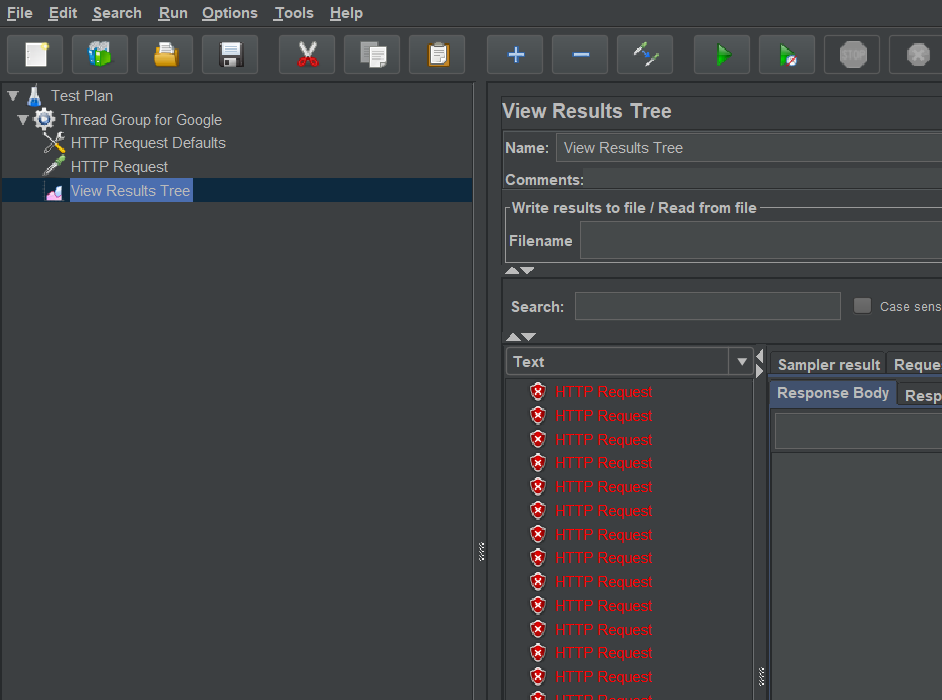 File Edit Search Run Options Tools Help
STOP
Test Plan
Thread Group for Google
HTTP Request Defaults
HTTP Request
View Results Tree
View Results Tree
Name: View Results Tree
Comments:
Write results to file / Read from file
Filename
Search: Case sens
Text
Sampler result Reque
Response Body Resp
HTTP Request
HTTP Request
HTTP Request
HTTP Request
HTTP Request
HTTP Request
HTTP Request
HTTP Request
HTTP Request
HTTP Request
HTTP Request
HTTP Request
HTTP Request
HTTP Request